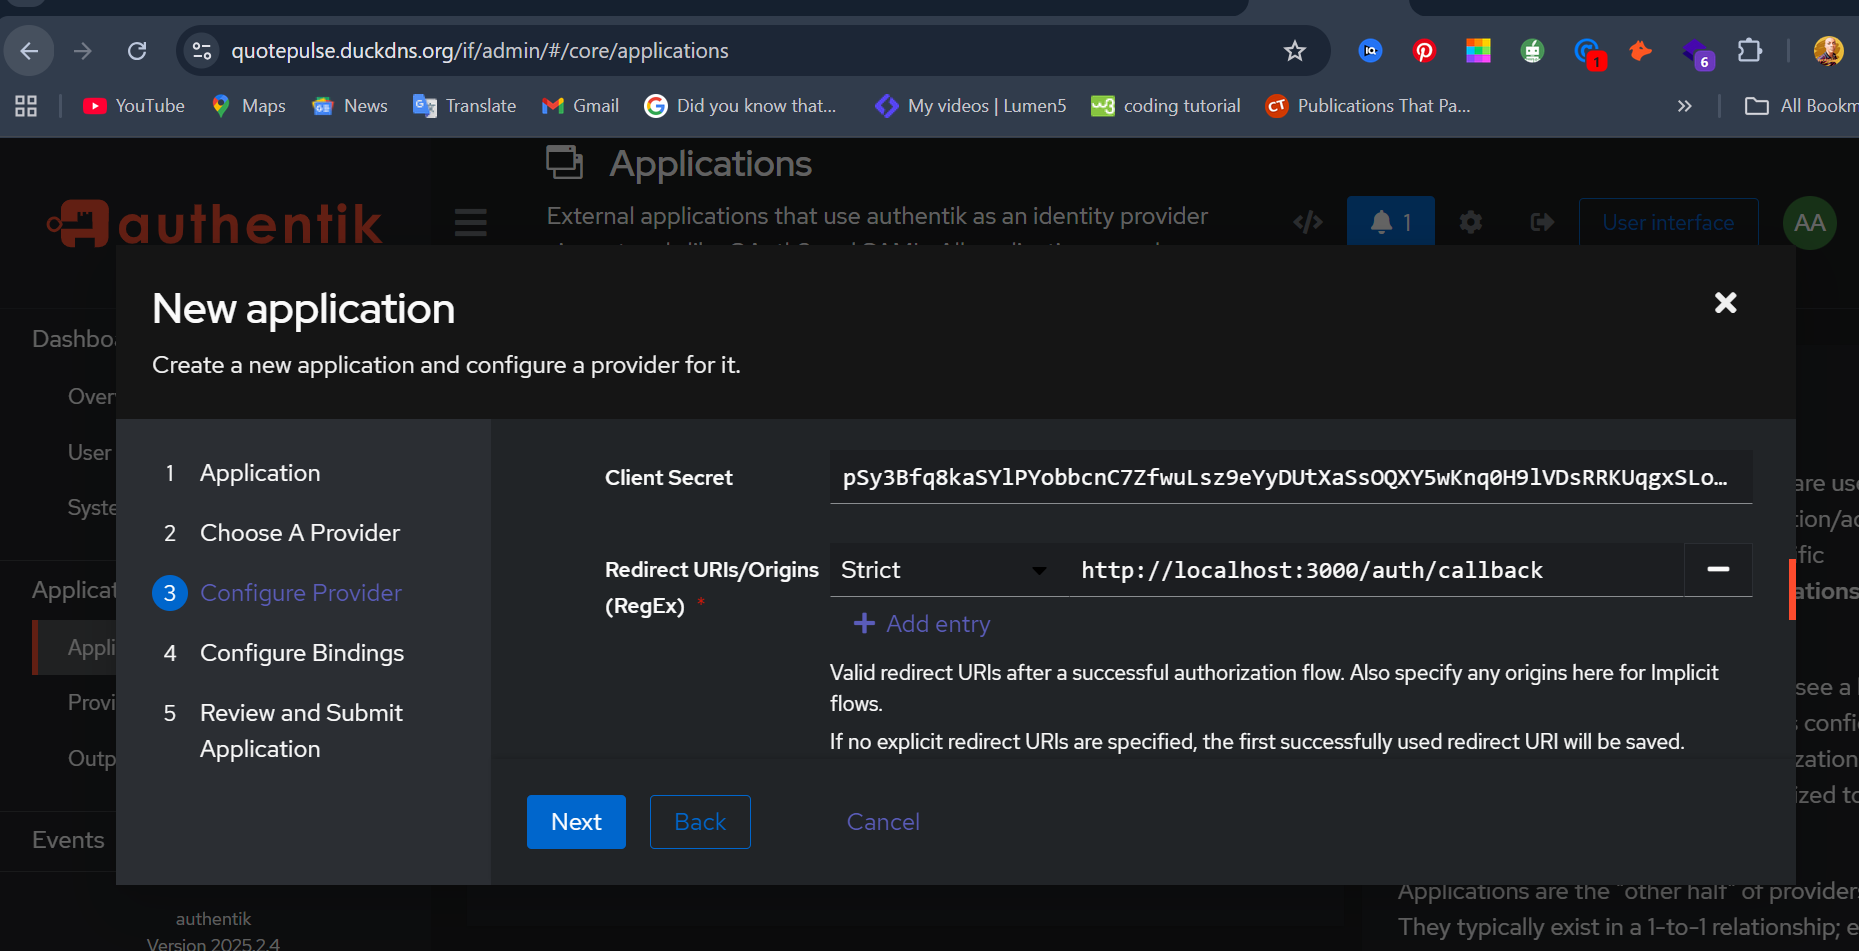 quotepulse.duckdns.org/if/admin/#/core/applications
1
6
YouTube
Maps
News
Translate
Gmail
Did you know that...
My videos | Lumen5
coding tutorial
Publications That Pa...
»
All Bookm
authentik
Applications
External applications that use authentik as an identity provider
1
User interface
AA
New application
Create a new application and configure a provider for it.
Dashbo
Over
User
Syste
Applicat
Appli
Provi
Outp
Events
authentik
Version 2025.2.4
1 Application
2 Choose A Provider
3 Configure Provider
4 Configure Bindings
5 Review and Submit
Application
Client Secret
pSy3Bfq8kaSYlPYobbcnC7ZfwuLsz9eYyDUtXaSsOQXY5wKnq0H9lVDsRRKUqgxSLo…
Redirect URIs/Origins
(RegEx) *
Strict
http://localhost:3000/auth/callback
Add entry
Valid redirect URIs after a successful authorization flow. Also specify any origins here for Implicit
flows.
If no explicit redirect URIs are specified, the first successfully used redirect URI will be saved.
Next
Back
Cancel
are use
tion/a
fic
ations
see a
confi
zation
ized to
Applications are the "other half" of providers
They typically exist in a 1-to-1 relationship; e